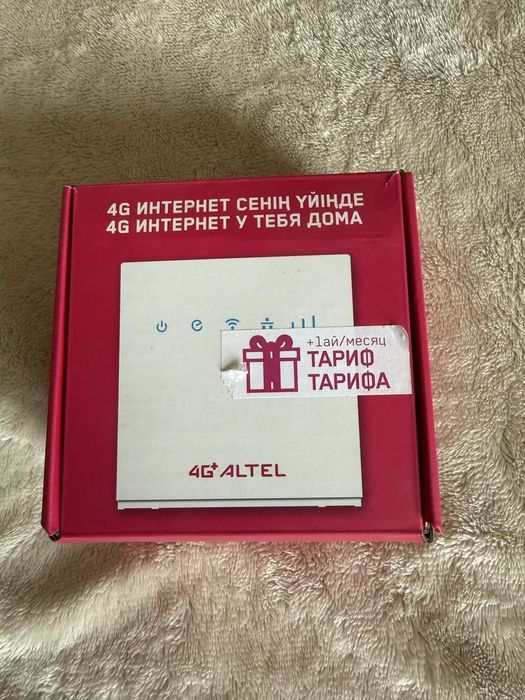 4G ИНТЕРНЕТ СЕНІҢ ҮЙІҢДЕ
4G ИНТЕРНЕТ У ТЕБЯ ДОМА
+1ай/месяц
ТАРИФ
ТАРИФА
4G+ ALTEL